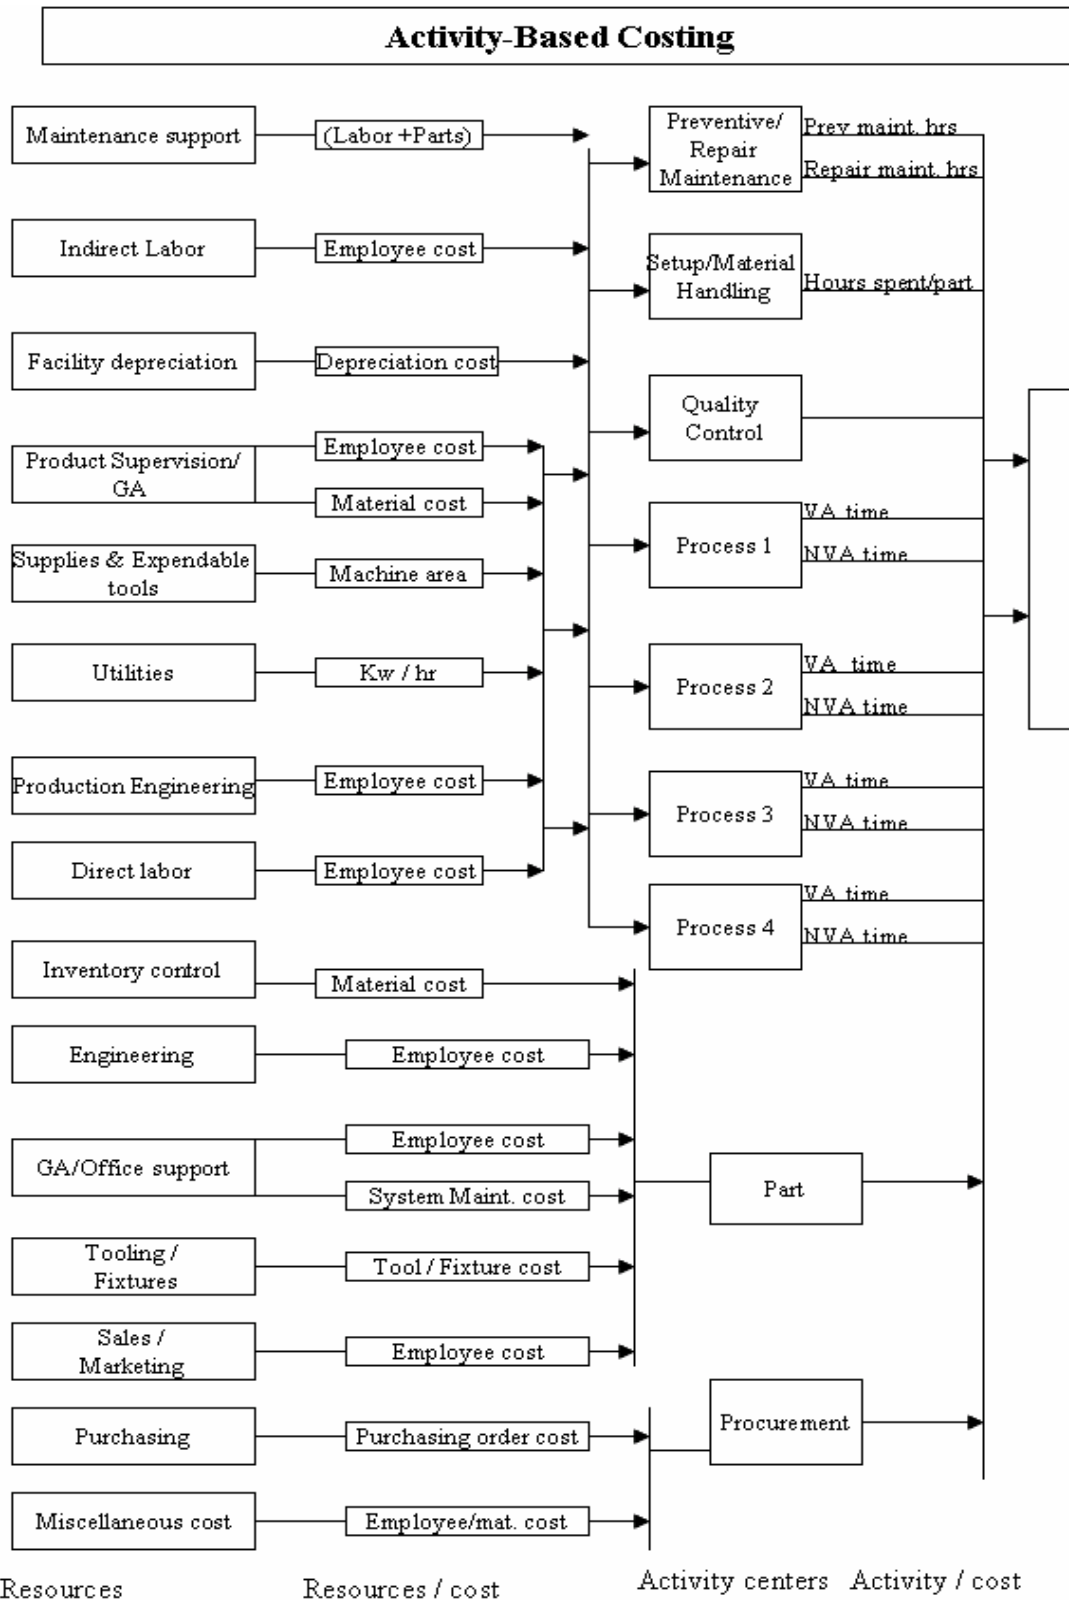 Activity-Based Costing
Maintenance support
(Labor +Parts)
Preventive/
Repair
Maintenance
Prev maint. hrs
Repair maint. hrs
Indirect Labor
Employee cost
Setup/Material
Handling
Hours spent/part
Facility depreciation
Depreciation cost
Quality
Control
Product Supervision/
GA
Employee cost
Material cost
Process 1
VA time
NVA time
Supplies & Expendable
tools
Machine area
Utilities
Kw / hr
Process 2
VA time
NVA time
Production Engineering
Employee cost
Process 3
VA time
NVA time
Direct labor
Employee cost
Process 4
VA time
NVA time
Inventory control
Material cost
Engineering
Employee cost
GA/Office support
Employee cost
System Maint. cost
Part
Tooling /
Fixtures
Tool / Fixture cost
Sales /
Marketing
Employee cost
Purchasing
Purchasing order cost
Procurement
Miscellaneous cost
Employee/mat. cost
Resources
Resources / cost
Activity centers
Activity / cost